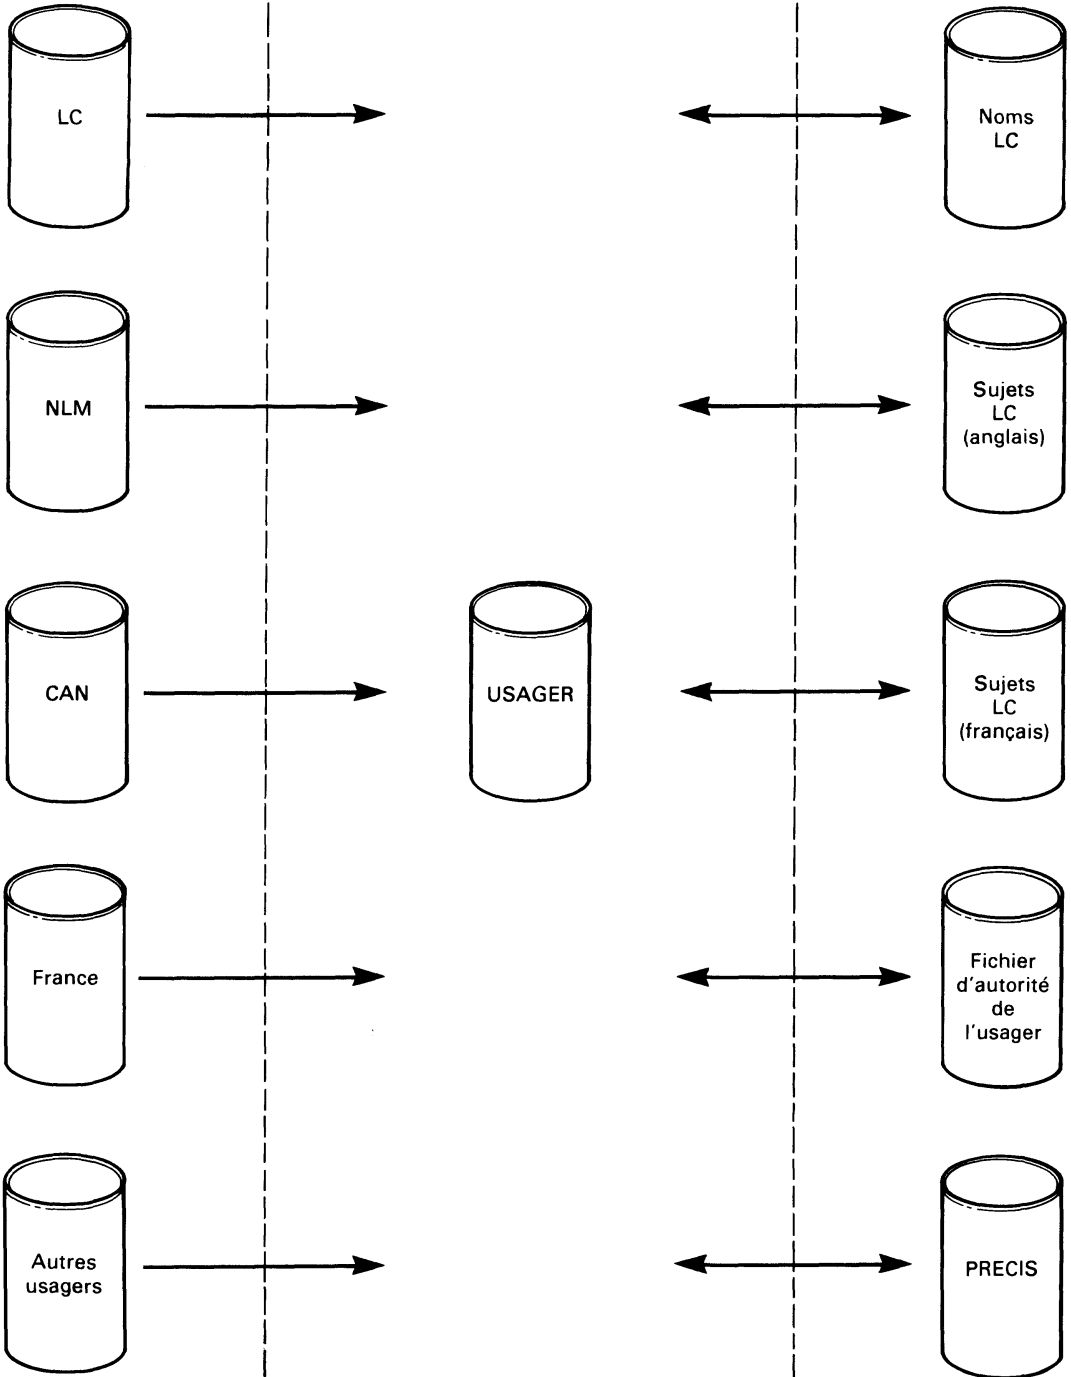 LC
Noms
LC
NLM
Sujets
LC
(anglais)
CAN
USAGER
Sujets
LC
(français)
France
Fichier
d'autorité
de
l'usager
Autres
usagers
PRECIS